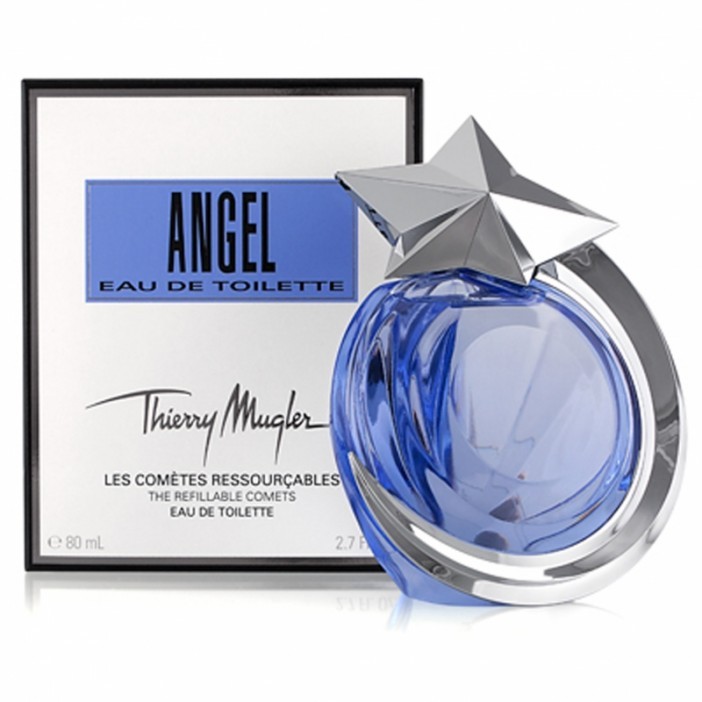 ANGEL
EAU DE TOILETTE
Thierry Mugler
LES COMÈTES RESSOURÇABLES
THE REFILLABLE COMETS
EAU DE TOILETTE
℮ 80 mL 2.7 F